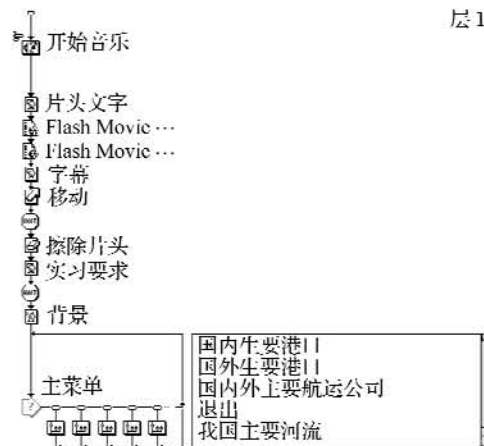 层 1
开始音乐
片头文字
Flash Movie ···
Flash Movie ···
字幕
移动
擦除片头
实习要求
背景
主菜单
国内主要港口
国外主要港口
国内外主要航运公司
退出
我国主要河流